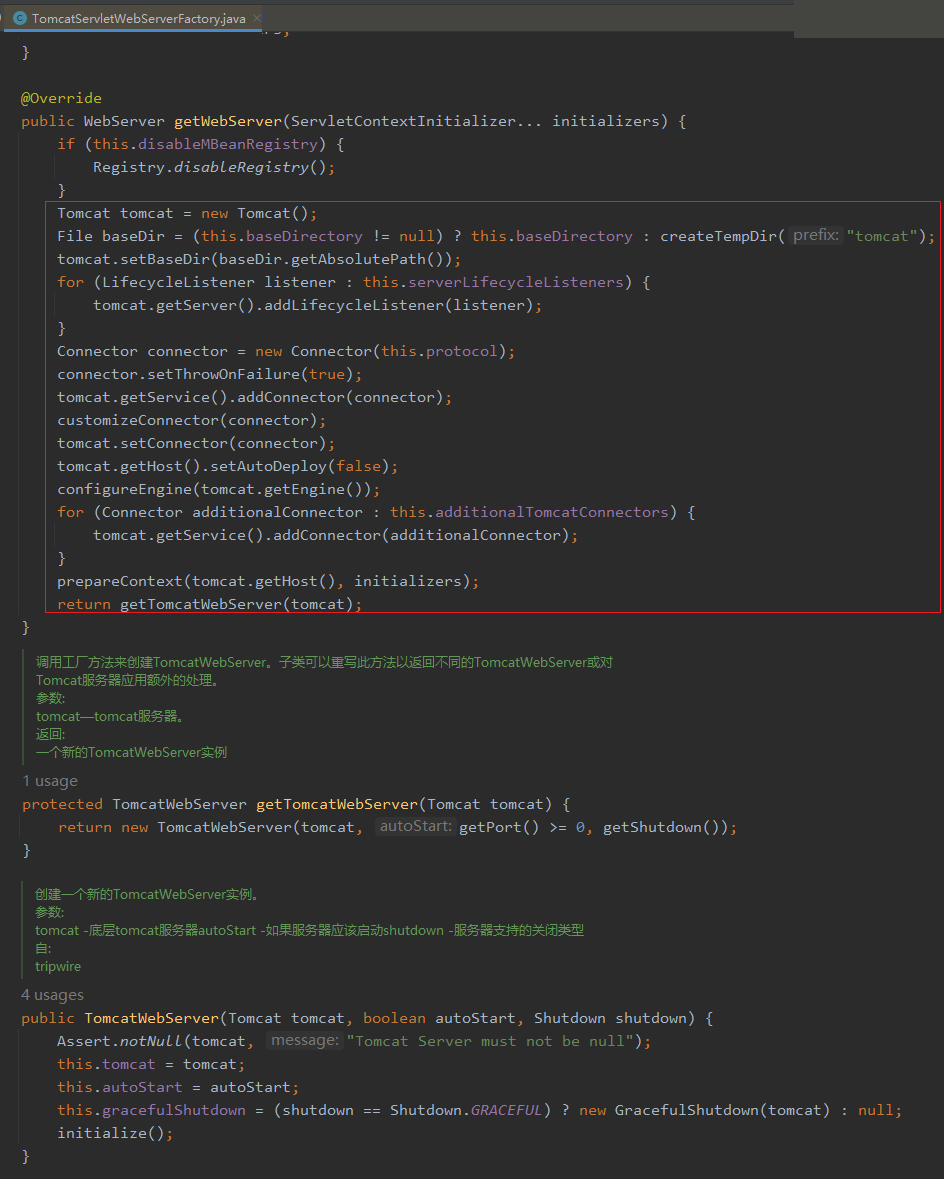 TomcatServletWebServerFactory.java
}
@Override
public WebServer getWebServer(ServletContextInitializer... initializers) {
if (this.disableMBeanRegistry) {
Registry.disableRegistry();
}
Tomcat tomcat = new Tomcat();
File baseDir = (this.baseDirectory != null) ? this.baseDirectory : createTempDir( prefix: "tomcat");
tomcat.setBaseDir(baseDir.getAbsolutePath());
for (LifecycleListener listener : this.serverLifecycleListeners) {
tomcat.getServer().addLifecycleListener(listener);
}
Connector connector = new Connector(this.protocol);
connector.setThrowOnFailure(true);
tomcat.getService().addConnector(connector);
customizeConnector(connector);
tomcat.setConnector(connector);
tomcat.getHost().setAutoDeploy(false);
configureEngine(tomcat.getEngine());
for (Connector additionalConnector : this.additionalTomcatConnectors) {
tomcat.getService().addConnector(additionalConnector);
}
prepareContext(tomcat.getHost(), initializers);
return getTomcatWebServer(tomcat);
}
调用工厂方法来创建TomcatWebServer。子类可以重写此方法以返回不同的TomcatWebServer或对
Tomcat服务器应用额外的处理。
参数:
tomcat—tomcat服务器。
返回:
一个新的TomcatWebServer实例
1 usage
protected TomcatWebServer getTomcatWebServer(Tomcat tomcat) {
return new TomcatWebServer(tomcat, autoStart: getPort() >= 0, getShutdown());
}
创建一个新的TomcatWebServer实例。
参数:
tomcat -底层tomcat服务器autoStart -如果服务器应该启动shutdown -服务器支持的关闭类型
自:
tripwire
4 usages
public TomcatWebServer(Tomcat tomcat, boolean autoStart, Shutdown shutdown) {
Assert.notNull(tomcat, message: "Tomcat Server must not be null");
this.tomcat = tomcat;
this.autoStart = autoStart;
this.gracefulShutdown = (shutdown == Shutdown.GRACEFUL) ? new GracefulShutdown(tomcat) : null;
initialize();
}